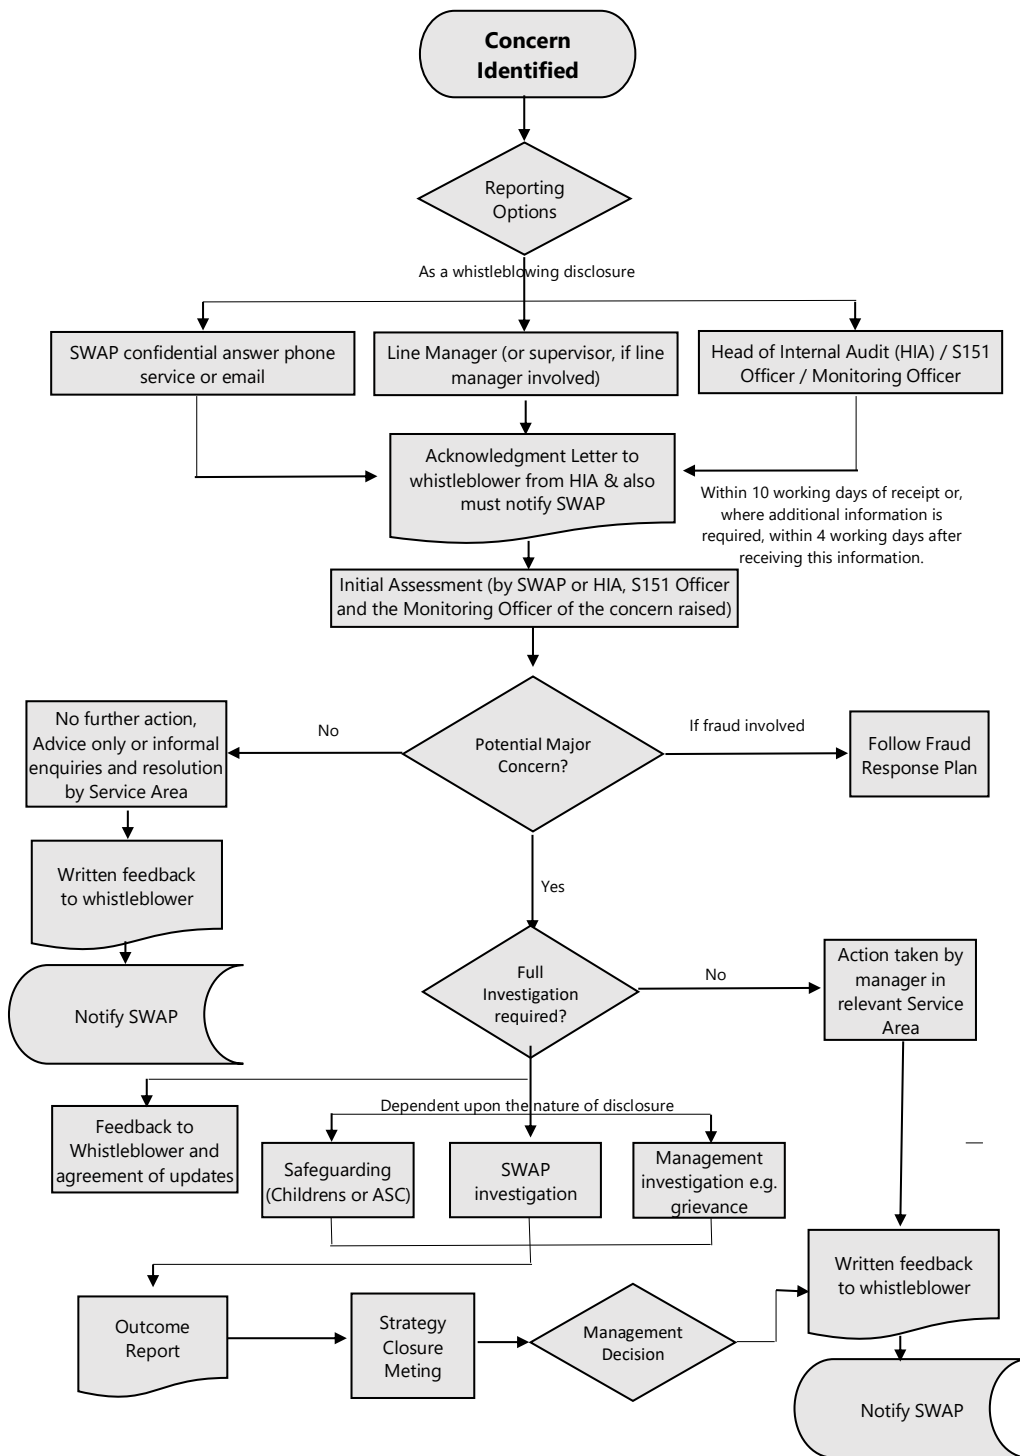 Concern
Identified
Reporting
Options
As a whistleblowing disclosure
SWAP confidential answer phone
service or email
Line Manager (or supervisor, if line
manager involved)
Head of Internal Audit (HIA) / S151
Officer / Monitoring Officer
Acknowledgment Letter to
whistleblower from HIA & also
must notify SWAP
Within 10 working days of receipt or,
where additional information is
required, within 4 working days after
receiving this information.
Initial Assessment (by SWAP or HIA, S151 Officer
and the Monitoring Officer of the concern raised)
No further action,
Advice only or informal
enquiries and resolution
by Service Area
No
Potential Major
Concern?
If fraud involved
Follow Fraud
Response Plan
Written feedback
to whistleblower
Yes
Notify SWAP
Full
Investigation
required?
No
Action taken by
manager in
relevant Service
Area
Feedback to
Whistleblower and
agreement of updates
Dependent upon the nature of disclosure
Safeguarding
(Childrens or ASC)
SWAP
investigation
Management
investigation e.g.
grievance
Written feedback
to whistleblower
Outcome
Report
Strategy
Closure
Meting
Management
Decision
Notify SWAP